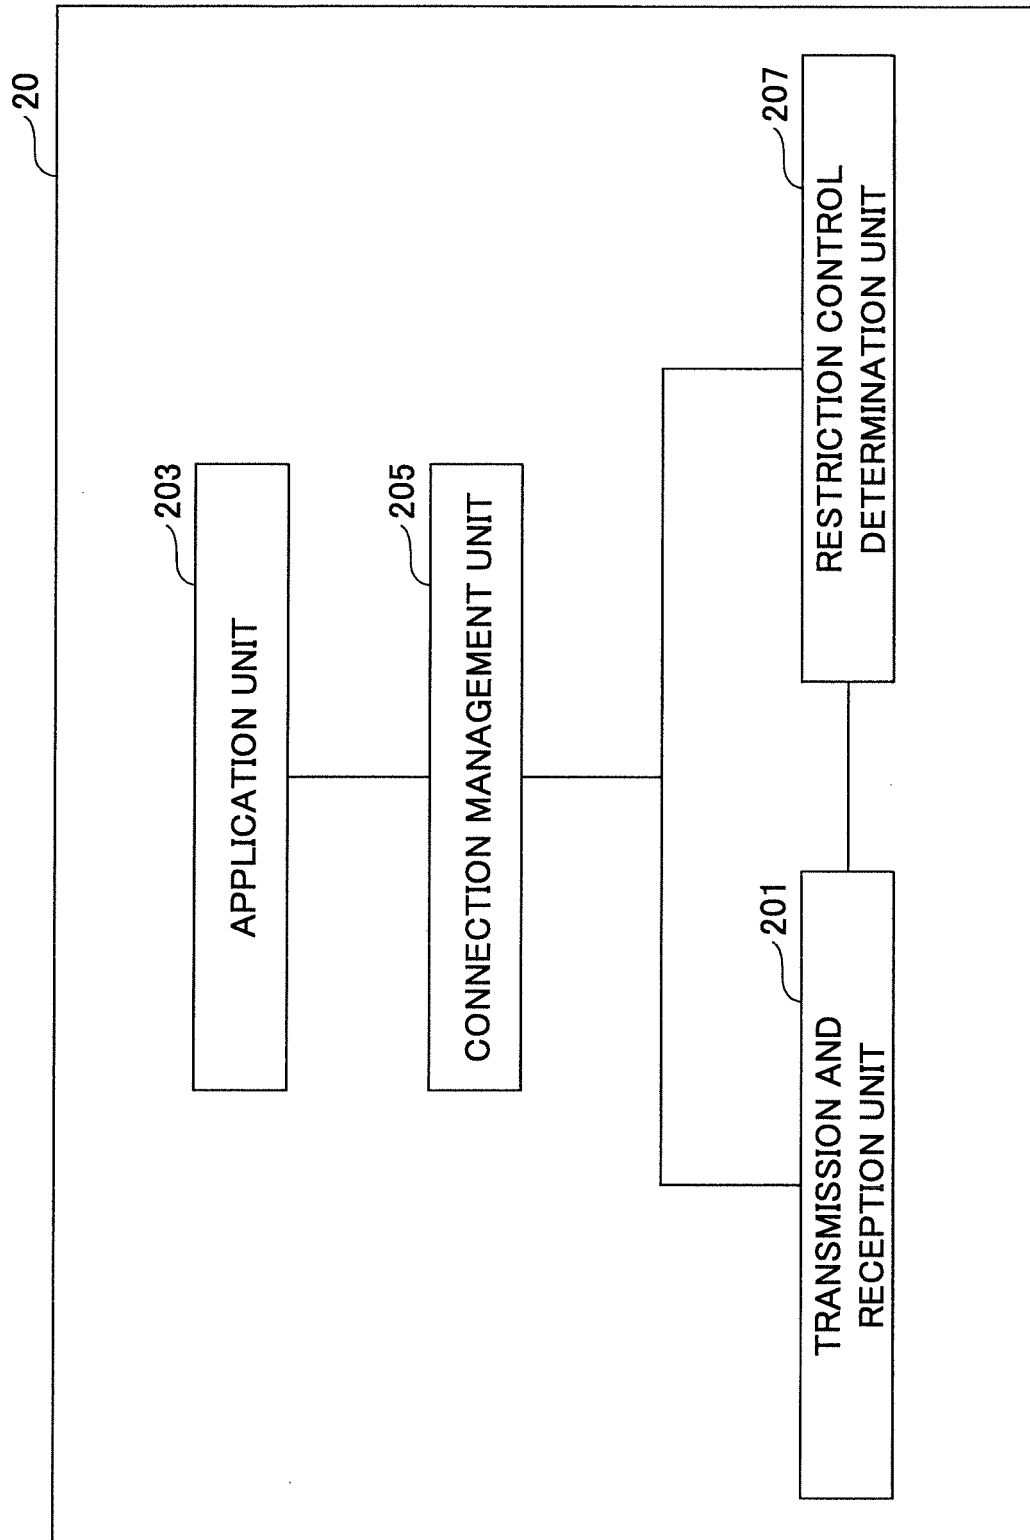 20
203
APPLICATION UNIT
205
CONNECTION MANAGEMENT UNIT
201
TRANSMISSION AND
RECEPTION UNIT
207
RESTRICTION CONTROL
DETERMINATION UNIT